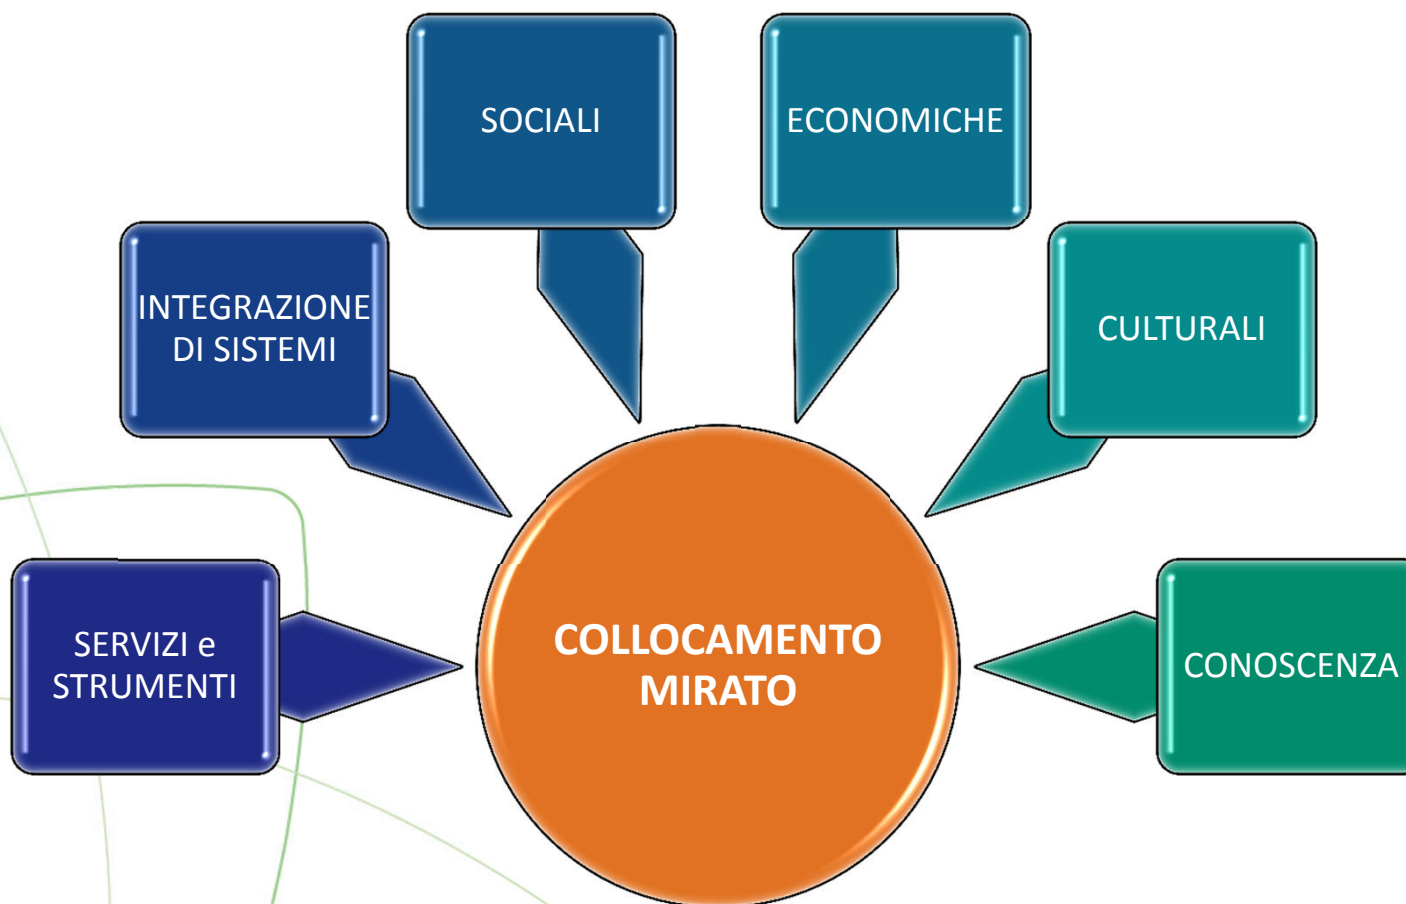 SOCIALI
ECONOMICHE
INTEGRAZIONE
DI SISTEMI
CULTURALI
SERVIZI e
STRUMENTI
COLLOCAMENTO
MIRATO
CONOSCENZA